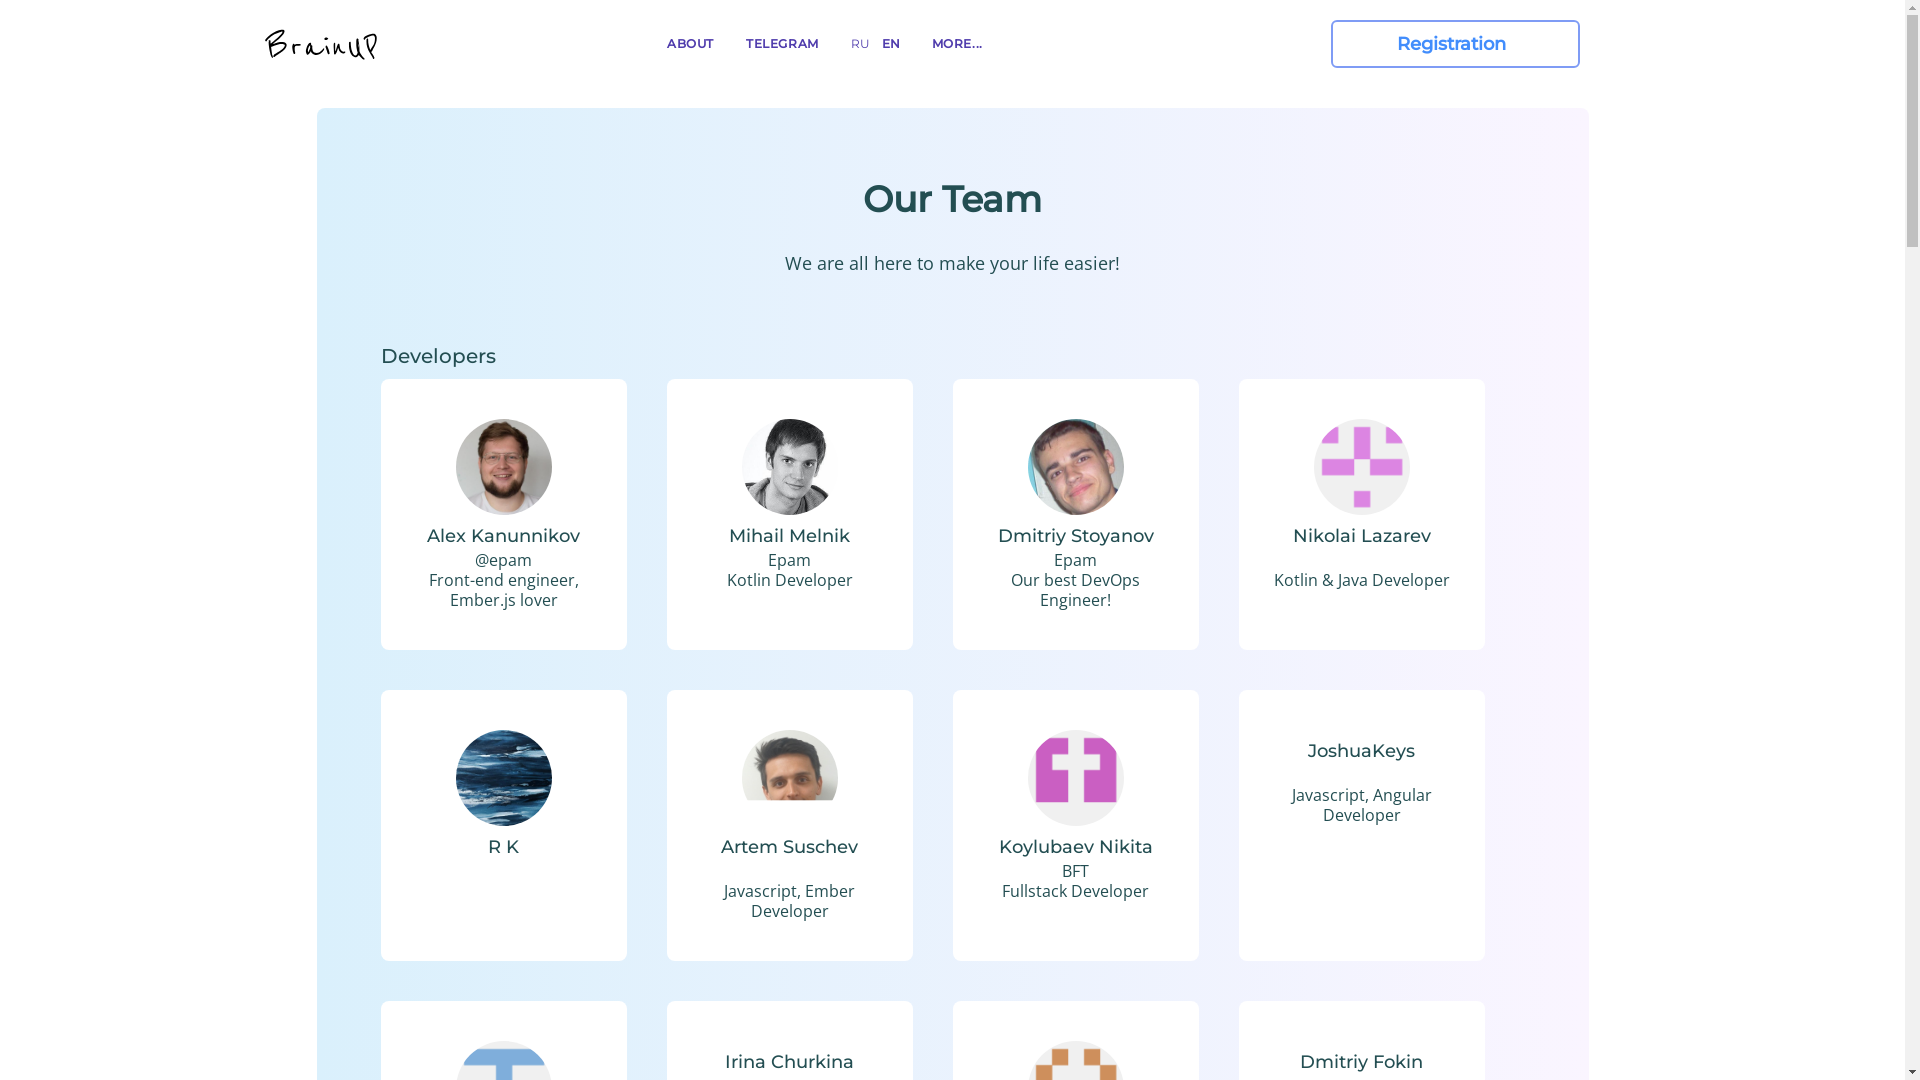 BrainUP
ABOUT
TELEGRAM
RU
EN
MORE...
Registration
Our Team
We are all here to make your life easier!
Developers
Alex Kanunnikov
@epam
Front-end engineer,
Ember.js lover
Mihail Melnik
Epam
Kotlin Developer
Dmitriy Stoyanov
Epam
Our best DevOps
Engineer!
Nikolai Lazarev
Kotlin & Java Developer
R K
Artem Suschev
Javascript, Ember
Developer
Koylubaev Nikita
BFT
Fullstack Developer
JoshuaKeys
Javascript, Angular
Developer
Irina Churkina
Dmitriy Fokin